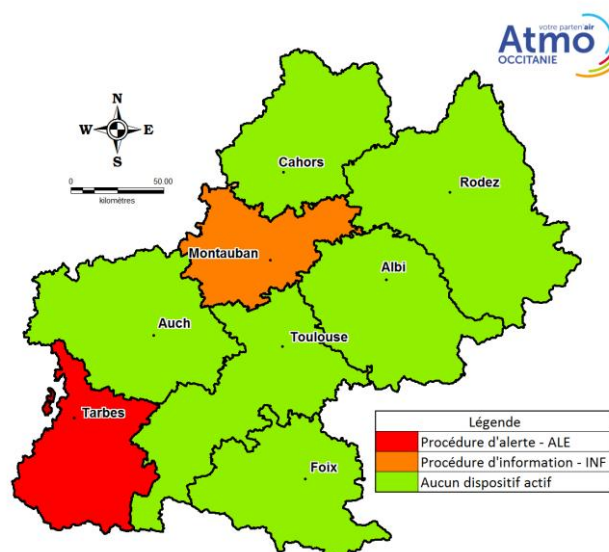 votre parten'air
Atmo
OCCITANIE
N
W E
S
0 50.00
kilomètres
Cahors
Rodez
Montauban
Albi
Auch
Toulouse
Tarbes
Foix
Légende
Procédure d'alerte - ALE
Procédure d'information - INF
Aucun dispositif actif